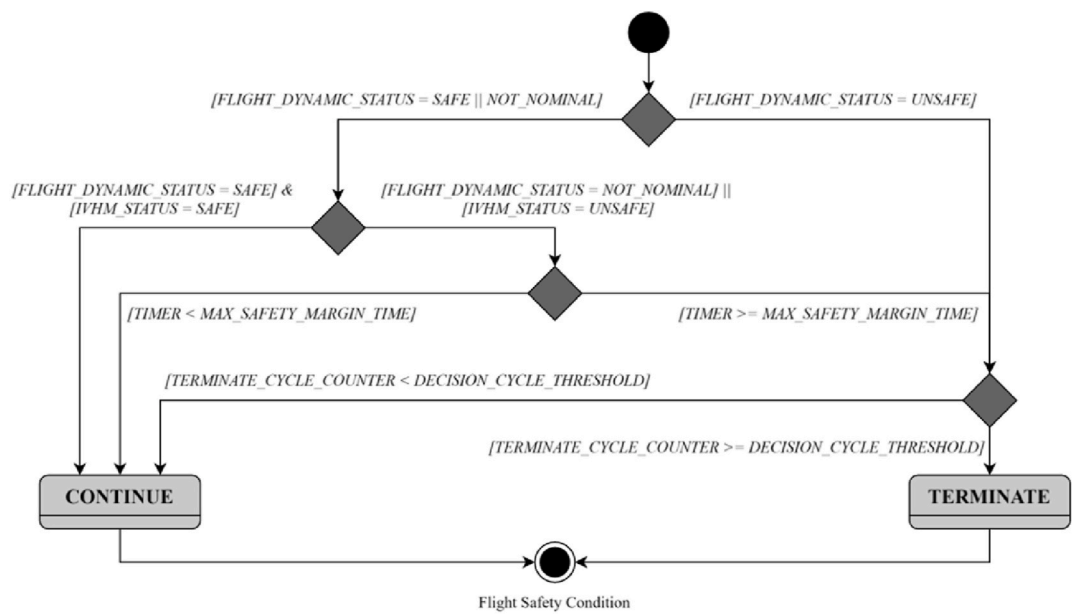 [FLIGHT_DYNAMIC_STATUS = SAFE || NOT_NOMINAL]
[FLIGHT_DYNAMIC_STATUS = UNSAFE]
[FLIGHT_DYNAMIC_STATUS = SAFE] &
[IVHM_STATUS = SAFE]
[FLIGHT_DYNAMIC_STATUS = NOT_NOMINAL] ||
[IVHM_STATUS = UNSAFE]
[TIMER < MAX_SAFETY_MARGIN_TIME]
[TIMER >= MAX_SAFETY_MARGIN_TIME]
[TERMINATE_CYCLE_COUNTER < DECISION_CYCLE_THRESHOLD]
[TERMINATE_CYCLE_COUNTER >= DECISION_CYCLE_THRESHOLD]
CONTINUE
TERMINATE
Flight Safety Condition